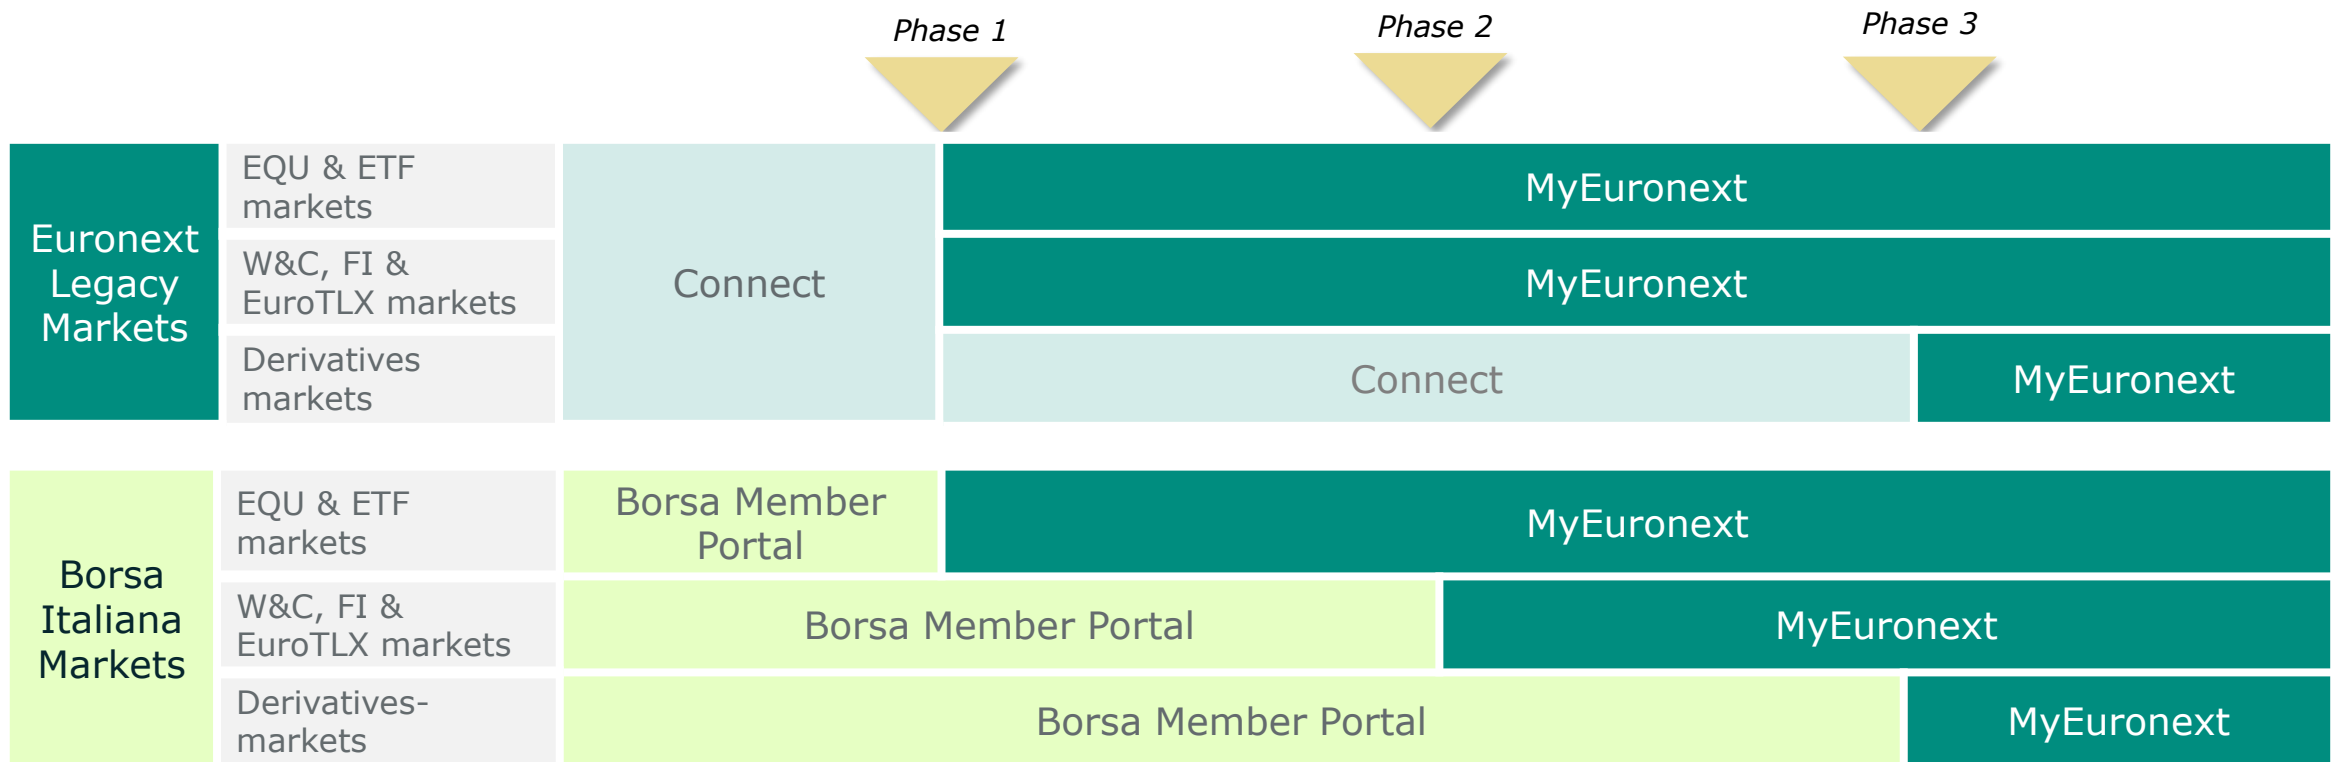 Phase 1
Phase 2
Phase 3
Euronext
Legacy
Markets
EQU & ETF
markets
W&C, FI &
EuroTLX markets
Derivatives
markets
Connect
MyEuronext
MyEuronext
Connect
MyEuronext
Borsa
Italiana
Markets
EQU & ETF
markets
Borsa Member
Portal
MyEuronext
W&C, FI &
EuroTLX markets
Borsa Member Portal
MyEuronext
Derivatives-
markets
Borsa Member Portal
MyEuronext